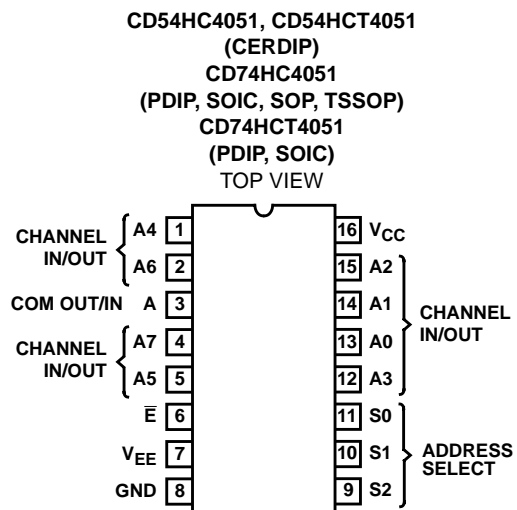 CD54HC4051, CD54HCT4051
(CERDIP)
CD74HC4051
(PDIP, SOIC, SOP, TSSOP)
CD74HCT4051
(PDIP, SOIC)
TOP VIEW
CHANNEL IN/OUT
A4 1
A6 2
COM OUT/IN A 3
CHANNEL IN/OUT
A7 4
A5 5
E̅ 6
VEE 7
GND 8
16 VCC
15 A2
14 A1
13 A0
12 A3
CHANNEL IN/OUT
11 S0
10 S1
9 S2
ADDRESS SELECT